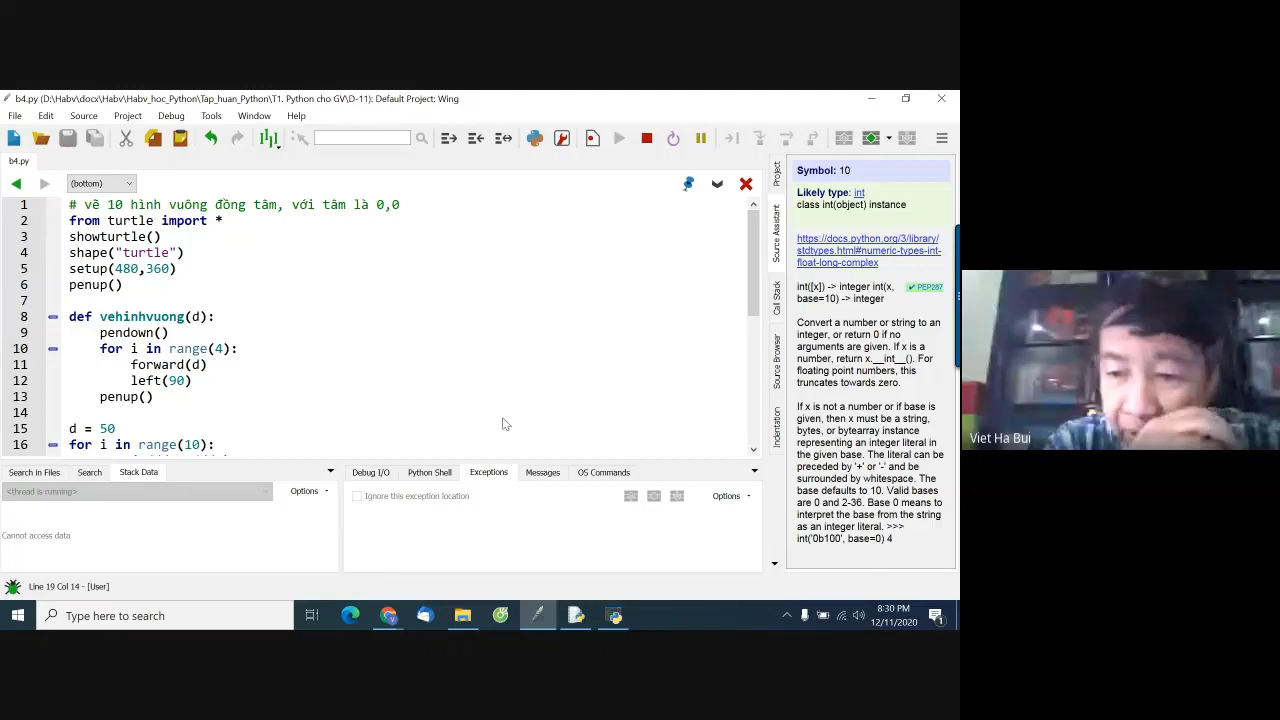 b4.py (D:\Habv\docx\Habv\Habv_hoc_Python\Tap_huan_Python\T1. Python cho GV\D-11): Default Project: Wing
File Edit Source Project Debug Tools Window Help
b4.py
(bottom)
1 # vẽ 10 hình vuông đồng tâm, với tâm là 0,0
2 from turtle import *
3 showturtle()
4 shape("turtle")
5 setup(480,360)
6 penup()
7
8 def vehinhvuong(d):
9 pendown()
10 for i in range(4):
11 forward(d)
12 left(90)
13 penup()
14
15 d = 50
16 for i in range(10):
Project
Source Assistant
Call Stack
Source Browser
Indentation
Symbol: 10
Likely type: int
class int(object) instance
https://docs.python.org/3/library/
stdtypes.html#numeric-types-int-
float-long-complex
int([x]) -> integer int(x, ✔ PEP287
base=10) -> integer
Convert a number or string to an
integer, or return 0 if no
arguments are given. If x is a
number, return x.__int__(). For
floating point numbers, this
truncates towards zero.
If x is not a number or if base is
given, then x must be a string,
bytes, or bytearray instance
representing an integer literal in
the given base. The literal can be
preceded by '+' or '-' and be
surrounded by whitespace. The
base defaults to 10. Valid bases
are 0 and 2-36. Base 0 means to
interpret the base from the string
as an integer literal. >>>
int('0b100', base=0) 4
Search in Files Search Stack Data
<thread is running> Options
Cannot access data
Debug I/O Python Shell Exceptions Messages OS Commands
Ignore this exception location Options
Line 19 Col 14 - [User]
Type here to search
8:30 PM
12/11/2020
1
Viet Ha Bui